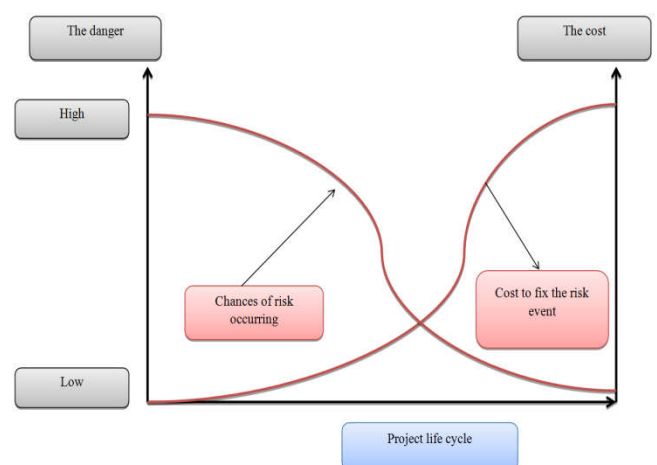 The danger
The cost
High
Chances of risk
occurring
Cost to fix the risk
event
Low
Project life cycle